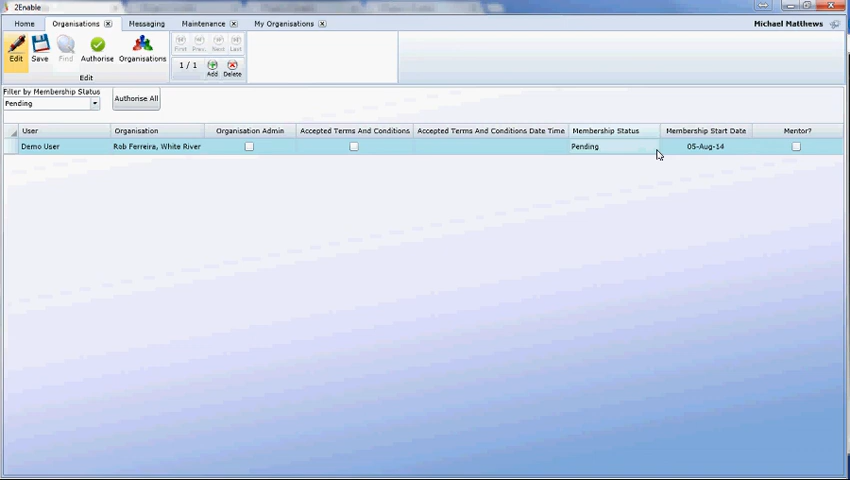 2Enable
Home Organisations Messaging Maintenance My Organisations Michael Matthews
First Prev. Next Last
Edit Save Find Authorise Organisations
1 / 1 Add Delete
Edit
Filter by Membership Status
Pending Authorise All
User Organisation Organisation Admin Accepted Terms And Conditions Accepted Terms And Conditions Date Time Membership Status Membership Start Date Mentor?
Demo User Rob Ferreira, White River Pending 05-Aug-14